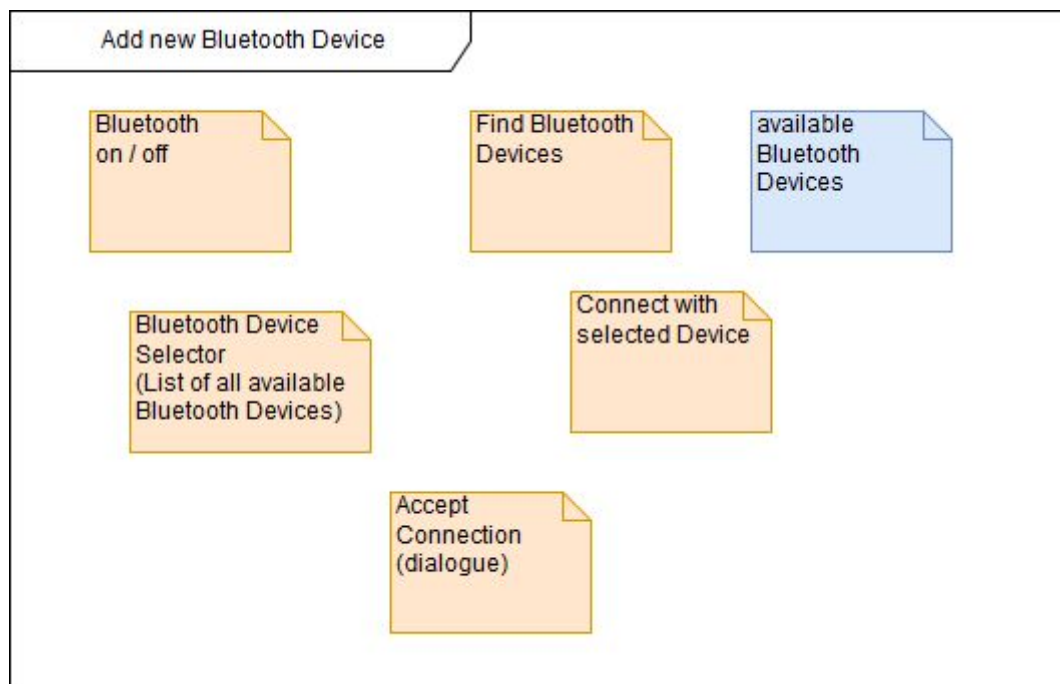 Add new Bluetooth Device
Bluetooth
on / off
Find Bluetooth
Devices
available
Bluetooth
Devices
Bluetooth Device
Selector
(List of all available
Bluetooth Devices)
Connect with
selected Device
Accept
Connection
(dialogue)